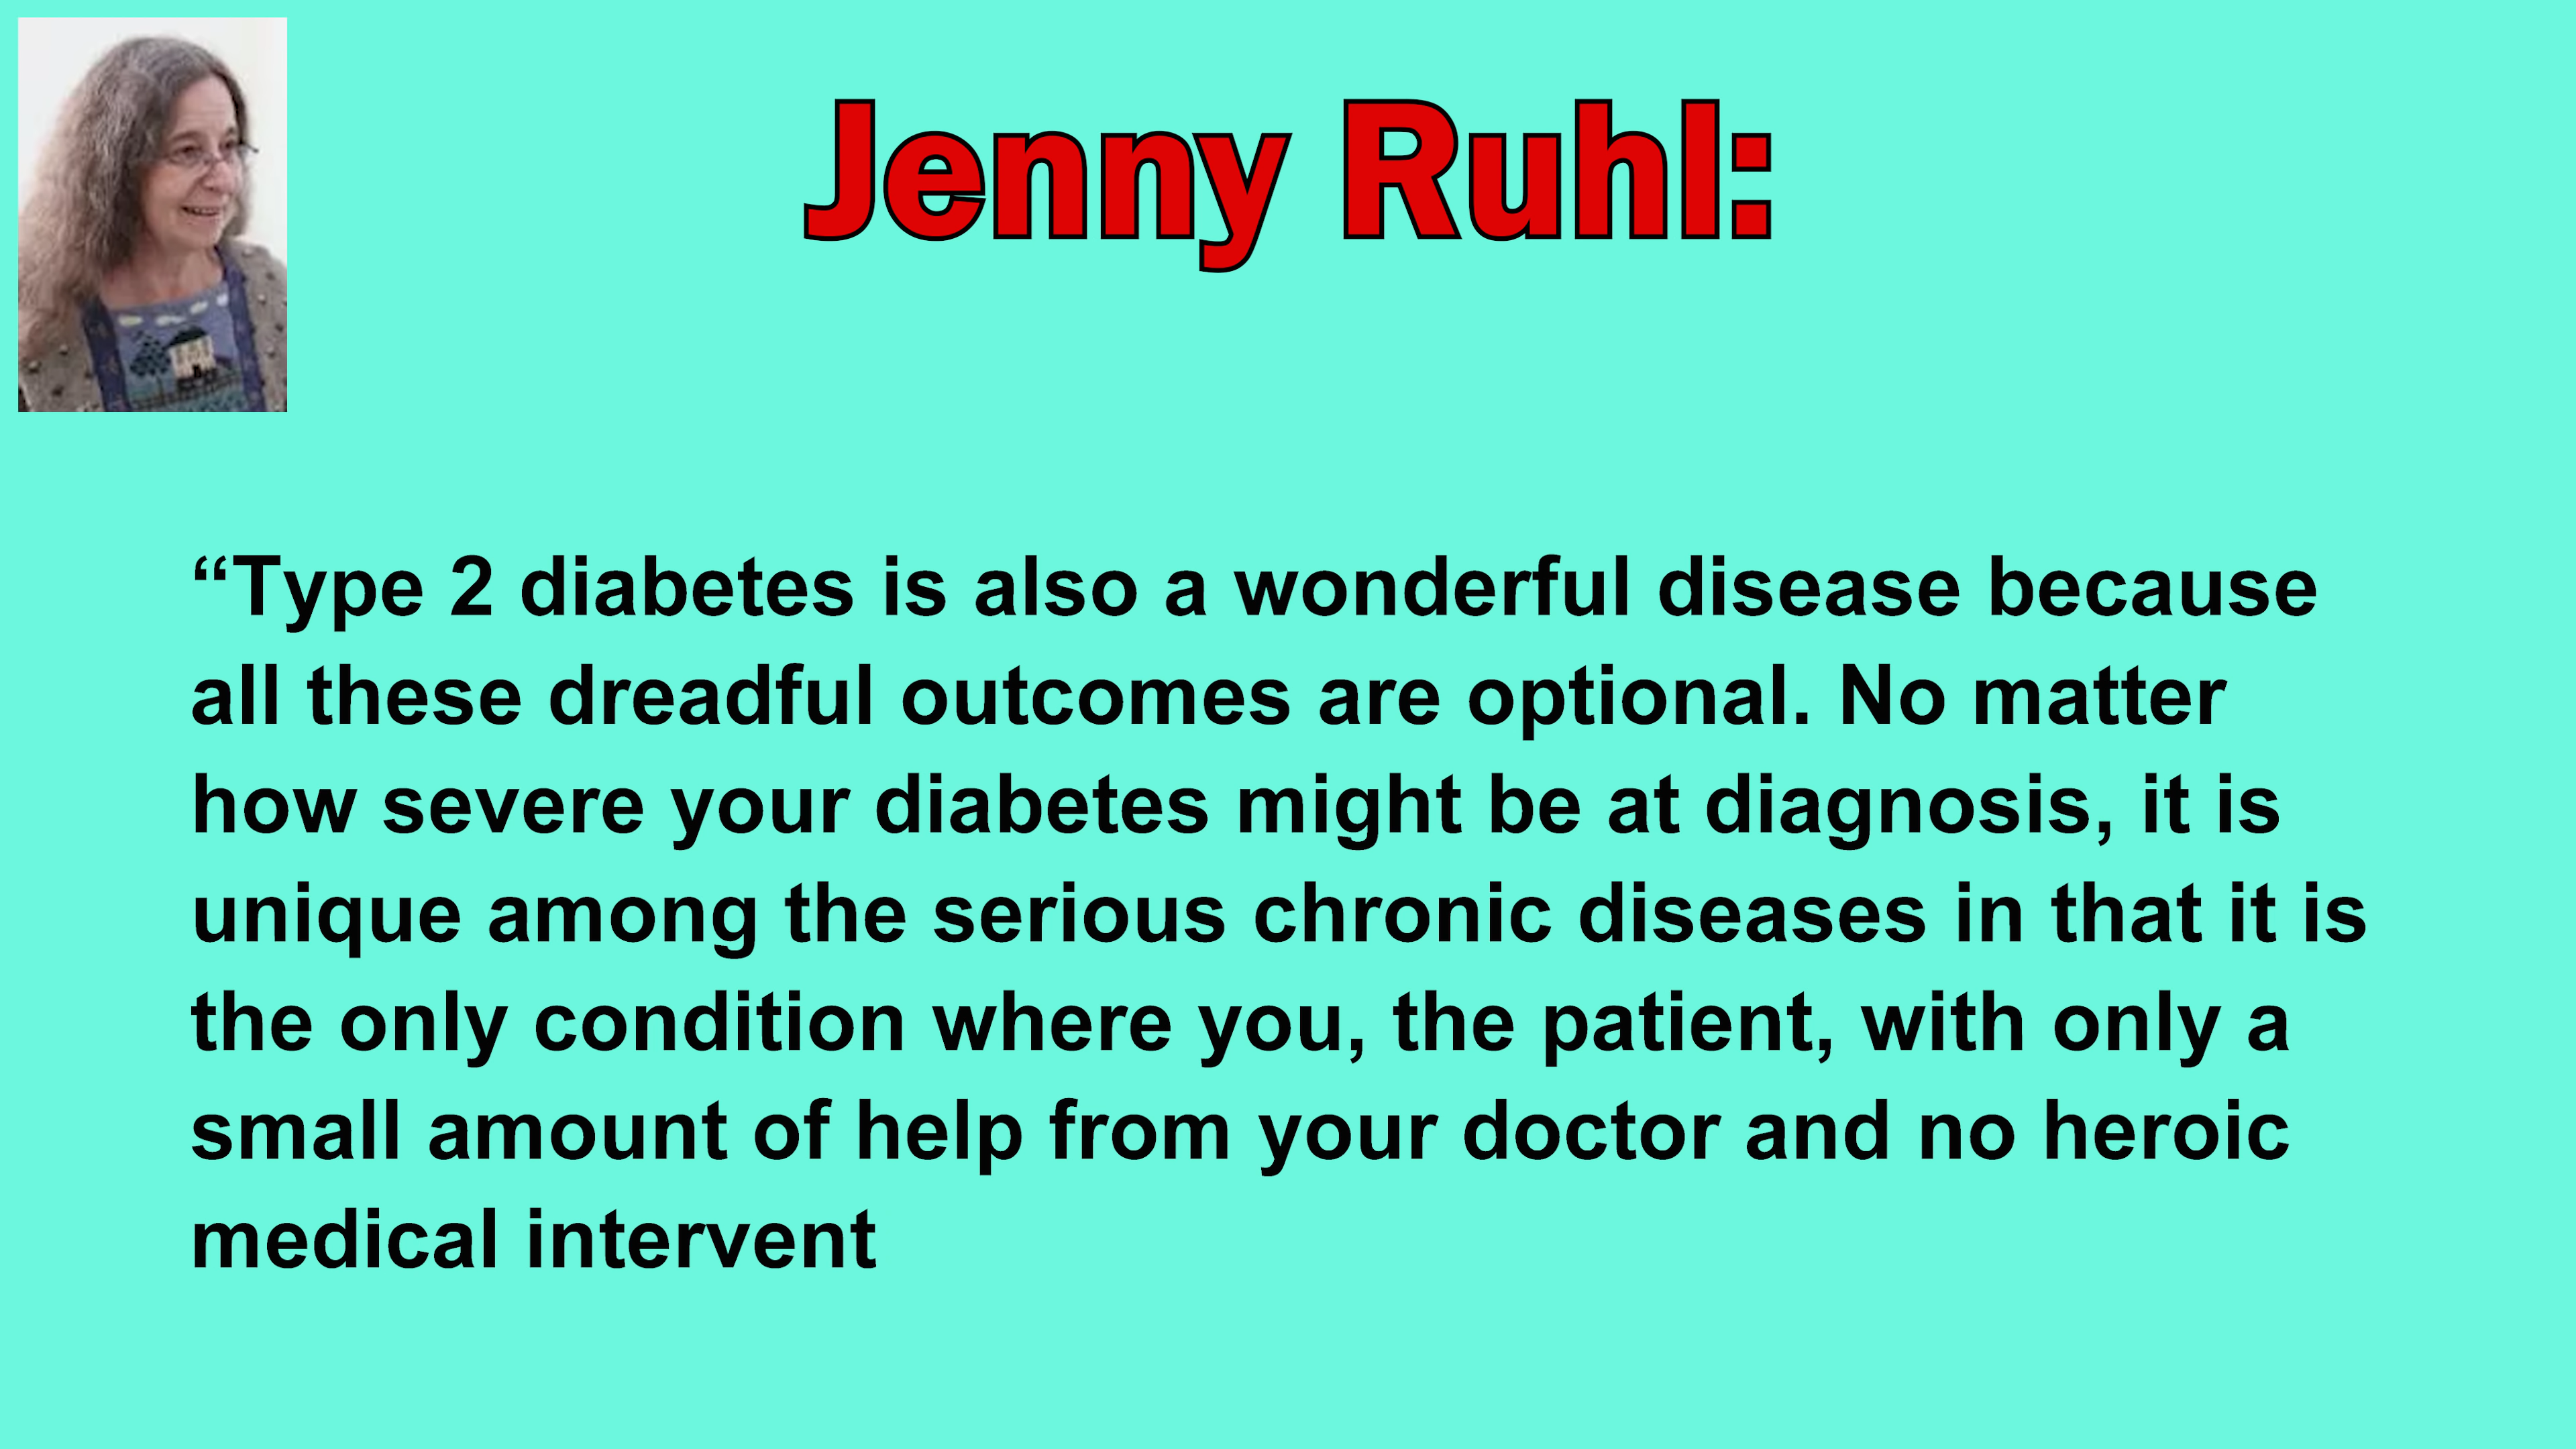 Jenny Ruhl:
“Type 2 diabetes is also a wonderful disease because
all these dreadful outcomes are optional. No matter
how severe your diabetes might be at diagnosis, it is
unique among the serious chronic diseases in that it is
the only condition where you, the patient, with only a
small amount of help from your doctor and no heroic
medical intervent